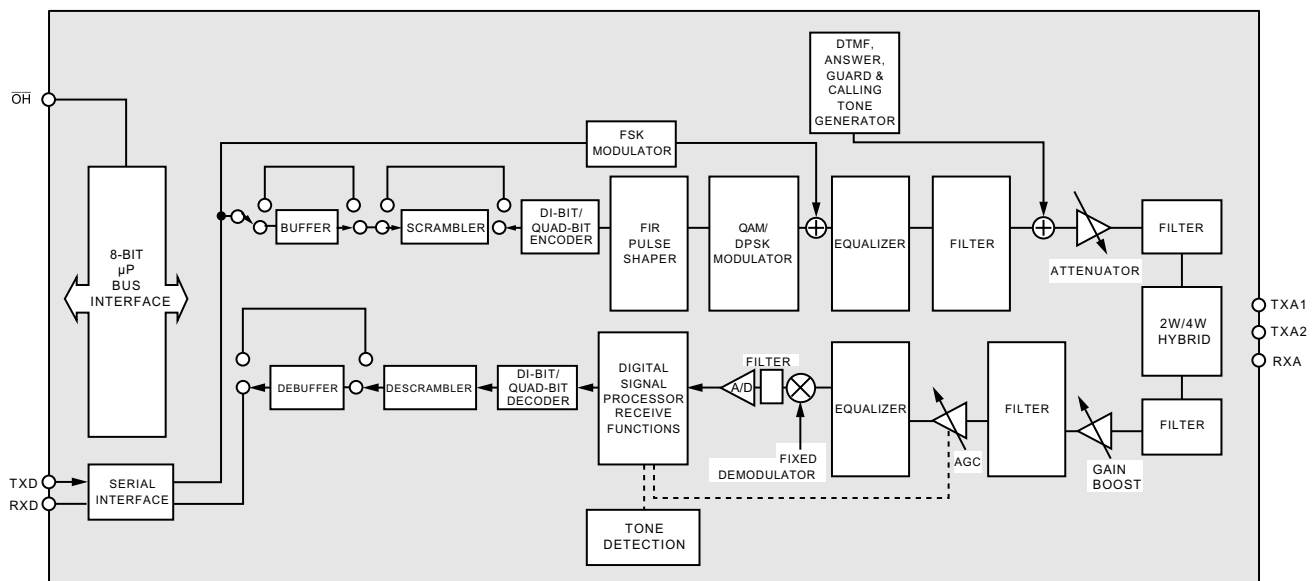 DTMF,
ANSWER,
GUARD &
CALLING
TONE
GENERATOR
OH
FSK
MODULATOR
8-BIT
µP
BUS
INTERFACE
BUFFER
SCRAMBLER
DI-BIT/
QUAD-BIT
ENCODER
FIR
PULSE
SHAPER
QAM/
DPSK
MODULATOR
EQUALIZER
FILTER
ATTENUATOR
FILTER
2W/4W
HYBRID
TXA1
TXA2
RXA
DEBUFFER
DESCRAMBLER
DI-BIT/
QUAD-BIT
DECODER
DIGITAL
SIGNAL
PROCESSOR
RECEIVE
FUNCTIONS
A/D
FILTER
FIXED
DEMODULATOR
EQUALIZER
AGC
FILTER
GAIN
BOOST
FILTER
TXD
RXD
SERIAL
INTERFACE
TONE
DETECTION